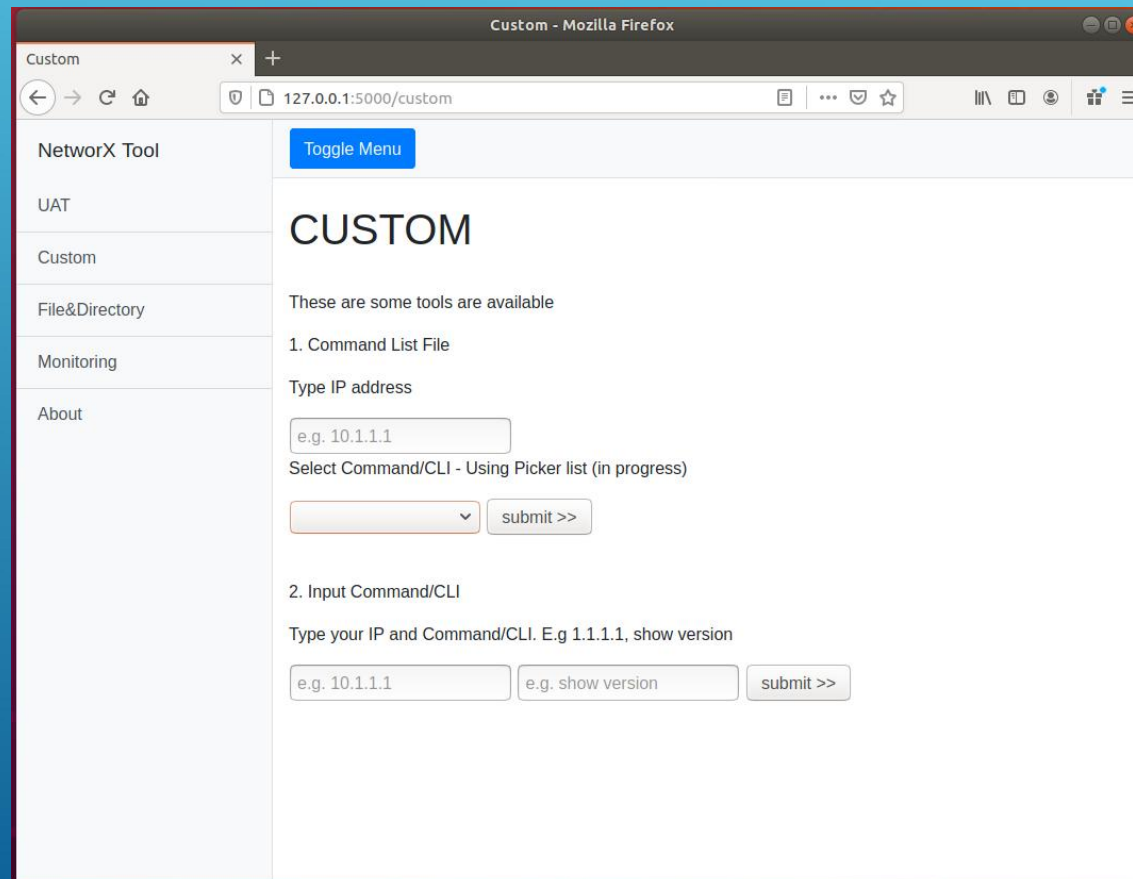 Custom - Mozilla Firefox
Custom
127.0.0.1:5000/custom
NetworX Tool
Toggle Menu
UAT
Custom
File&Directory
Monitoring
About
CUSTOM
These are some tools are available
1. Command List File
Type IP address
e.g. 10.1.1.1
Select Command/CLI - Using Picker list (in progress)
submit >>
2. Input Command/CLI
Type your IP and Command/CLI. E.g 1.1.1.1, show version
e.g. 10.1.1.1 e.g. show version submit >>